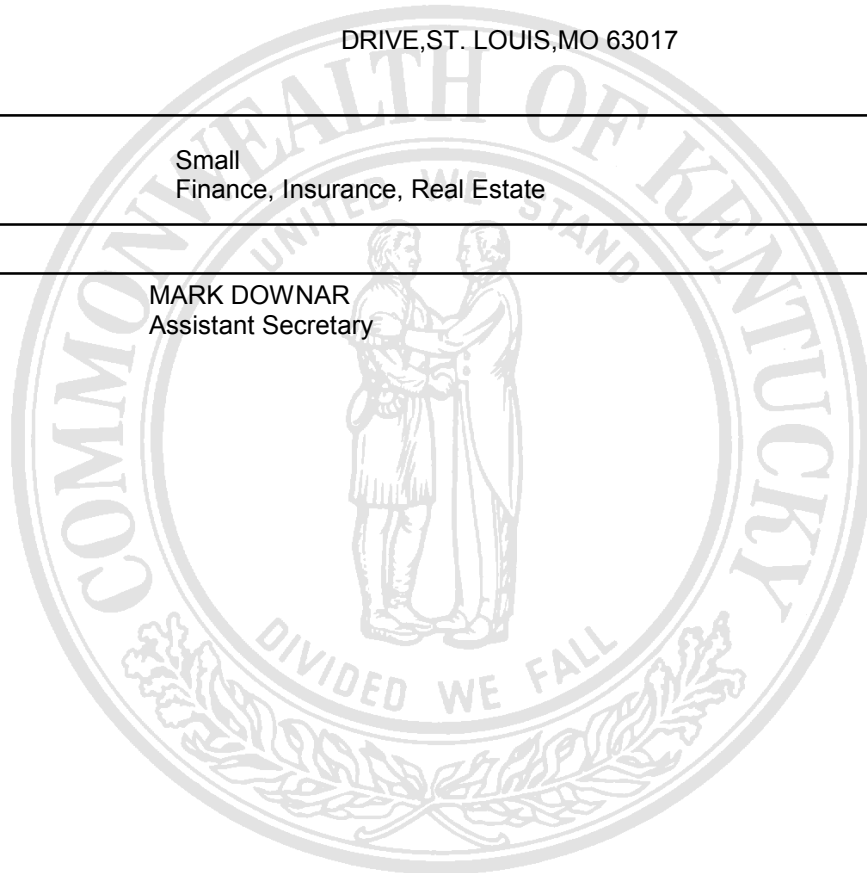 DRIVE,ST. LOUIS,MO 63017
Small
Finance, Insurance, Real Estate
MARK DOWNAR
Assistant Secretary
COMMONWEALTH OF KENTUCKY
UNITED WE STAND
DIVIDED WE FALL